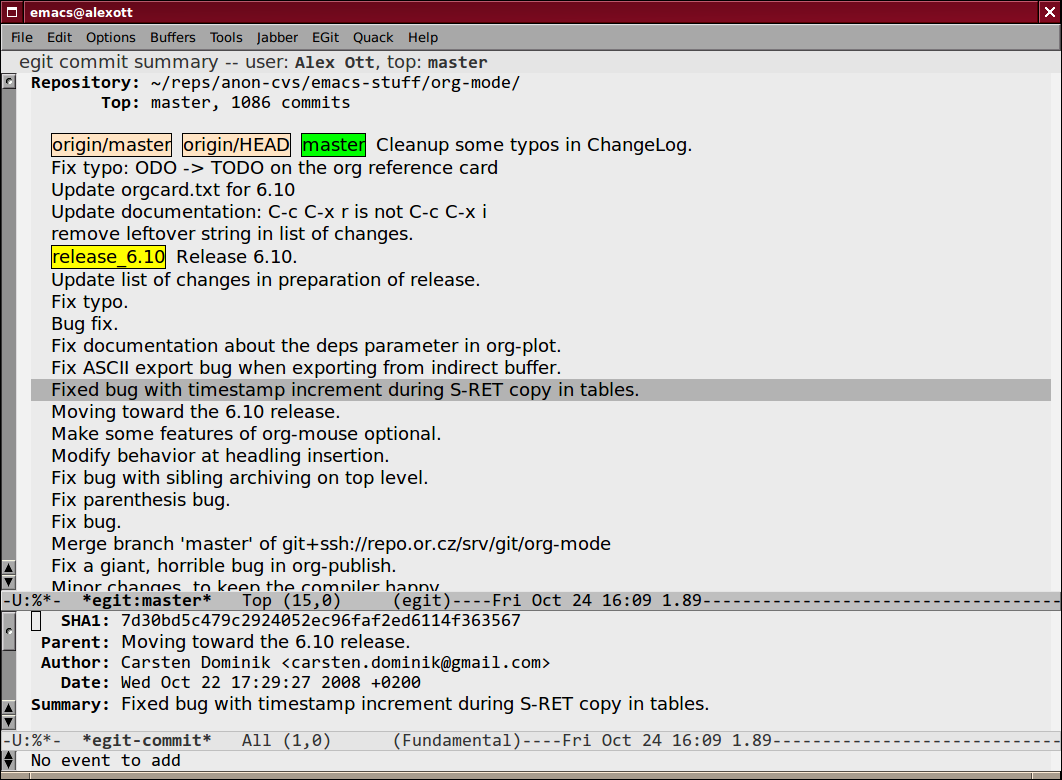 emacs@alexott
File Edit Options Buffers Tools Jabber EGit Quack Help
egit commit summary -- user: Alex Ott, top: master
Repository: ~/reps/anon-cvs/emacs-stuff/org-mode/
Top: master, 1086 commits
origin/master origin/HEAD master Cleanup some typos in ChangeLog.
Fix typo: ODO -> TODO on the org reference card
Update orgcard.txt for 6.10
Update documentation: C-c C-x r is not C-c C-x i
remove leftover string in list of changes.
release_6.10 Release 6.10.
Update list of changes in preparation of release.
Fix typo.
Bug fix.
Fix documentation about the deps parameter in org-plot.
Fix ASCII export bug when exporting from indirect buffer.
Fixed bug with timestamp increment during S-RET copy in tables.
Moving toward the 6.10 release.
Make some features of org-mouse optional.
Modify behavior at headling insertion.
Fix bug with sibling archiving on top level.
Fix parenthesis bug.
Fix bug.
Merge branch 'master' of git+ssh://repo.or.cz/srv/git/org-mode
Fix a giant, horrible bug in org-publish.
Minor changes, to keep the compiler happy
-U:%*-  *egit:master*   Top (15,0)     (egit)----Fri Oct 24 16:09 1.89------------------------------------
SHA1: 7d30bd5c479c2924052ec96faf2ed6114f363567
Parent: Moving toward the 6.10 release.
Author: Carsten Dominik <carsten.dominik@gmail.com>
Date: Wed Oct 22 17:29:27 2008 +0200
Summary: Fixed bug with timestamp increment during S-RET copy in tables.
-U:%*-  *egit-commit*   All (1,0)      (Fundamental)----Fri Oct 24 16:09 1.89-----------------------------
No event to add